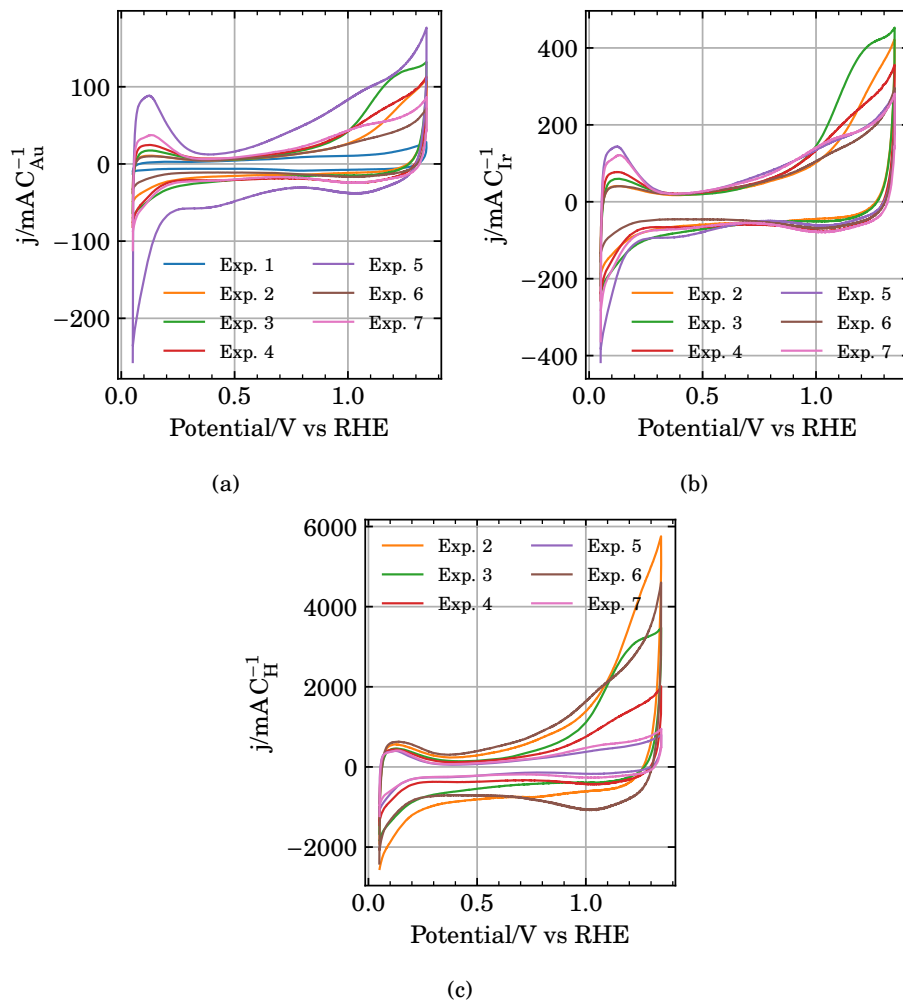 j/mA C_Au^−1
100
0
−100
−200
Exp. 1
Exp. 2
Exp. 3
Exp. 4
Exp. 5
Exp. 6
Exp. 7
0.0 0.5 1.0
Potential/V vs RHE
(a)
j/mA C_Ir^−1
400
200
0
−200
−400
Exp. 2
Exp. 3
Exp. 4
Exp. 5
Exp. 6
Exp. 7
0.0 0.5 1.0
Potential/V vs RHE
(b)
j/mA C_H^−1
6000
4000
2000
0
−2000
Exp. 2
Exp. 3
Exp. 4
Exp. 5
Exp. 6
Exp. 7
0.0 0.5 1.0
Potential/V vs RHE
(c)